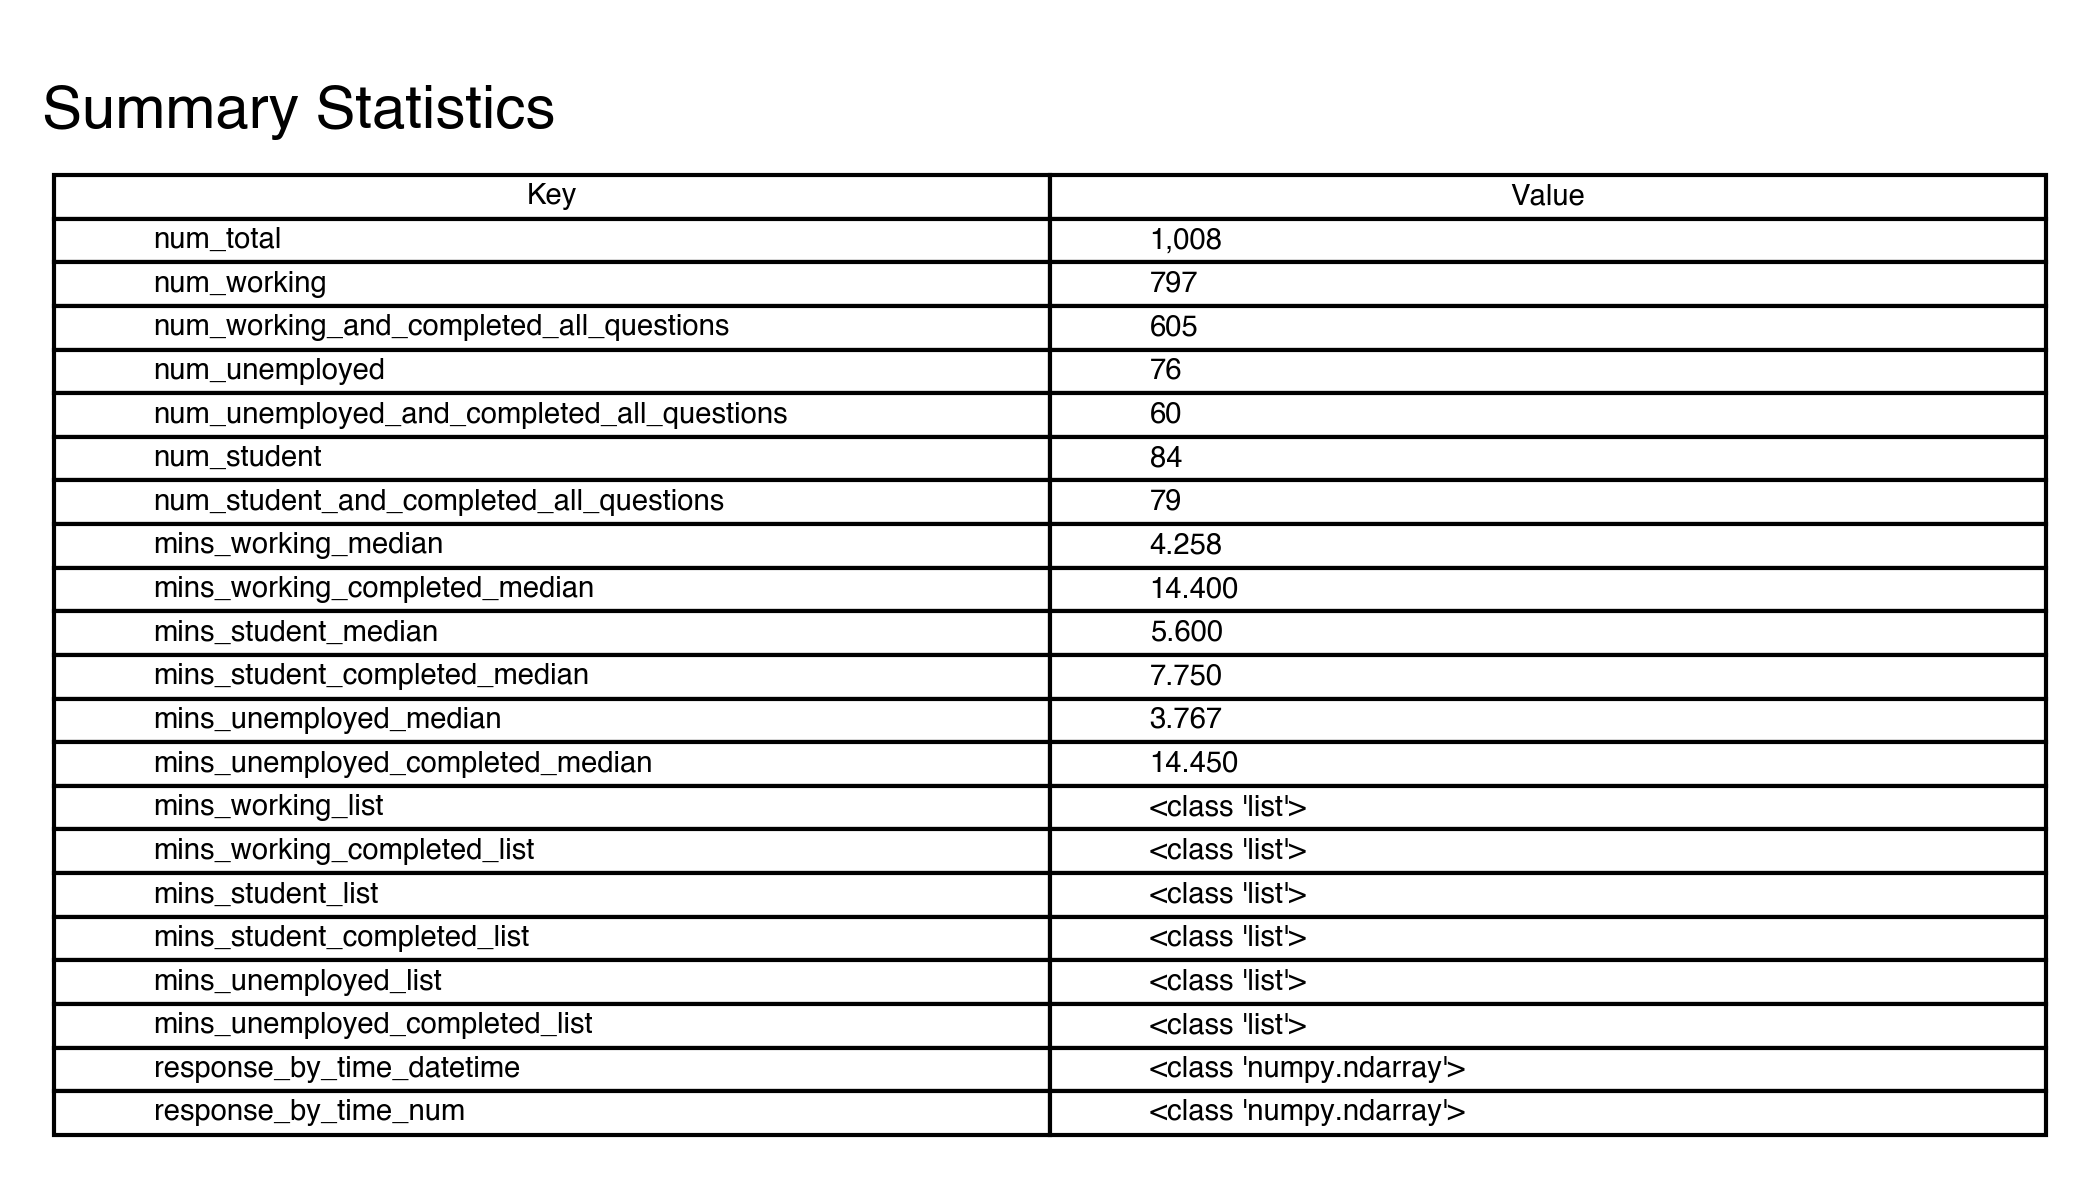 Summary Statistics
Key Value
num_total 1,008
num_working 797
num_working_and_completed_all_questions 605
num_unemployed 76
num_unemployed_and_completed_all_questions 60
num_student 84
num_student_and_completed_all_questions 79
mins_working_median 4.258
mins_working_completed_median 14.400
mins_student_median 5.600
mins_student_completed_median 7.750
mins_unemployed_median 3.767
mins_unemployed_completed_median 14.450
mins_working_list <class 'list'>
mins_working_completed_list <class 'list'>
mins_student_list <class 'list'>
mins_student_completed_list <class 'list'>
mins_unemployed_list <class 'list'>
mins_unemployed_completed_list <class 'list'>
response_by_time_datetime <class 'numpy.ndarray'>
response_by_time_num <class 'numpy.ndarray'>